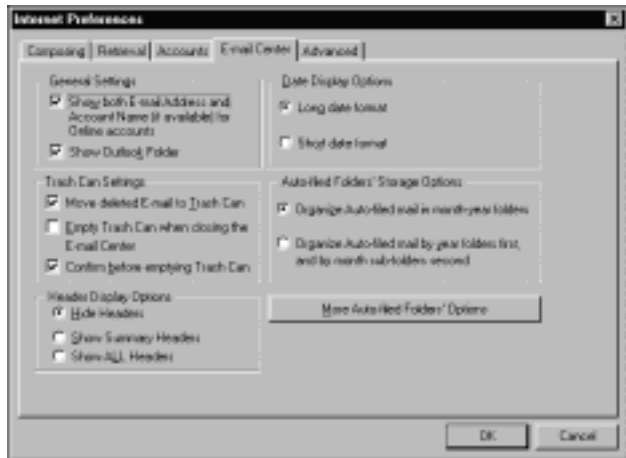 Internet Preferences
Composing Retrieval Accounts E-mail Center Advanced
General Settings
Show both E-mail Address and
Account Name (if available) for
Online accounts
Show Outlook Folder
Date Display Options
Long date format
Short date format
Trash Can Settings
Move deleted E-mail to Trash Can
Empty Trash Can when closing the
E-mail Center
Confirm before emptying Trash Can
Auto-filed Folders' Storage Options
Organize Auto-filed mail in month-year folders
Organize Auto-filed mail by year folders first,
and by month sub-folders second
Header Display Options
Hide Headers
Show Summary Headers
Show ALL Headers
More Auto-filed Folders' Options
OK Cancel